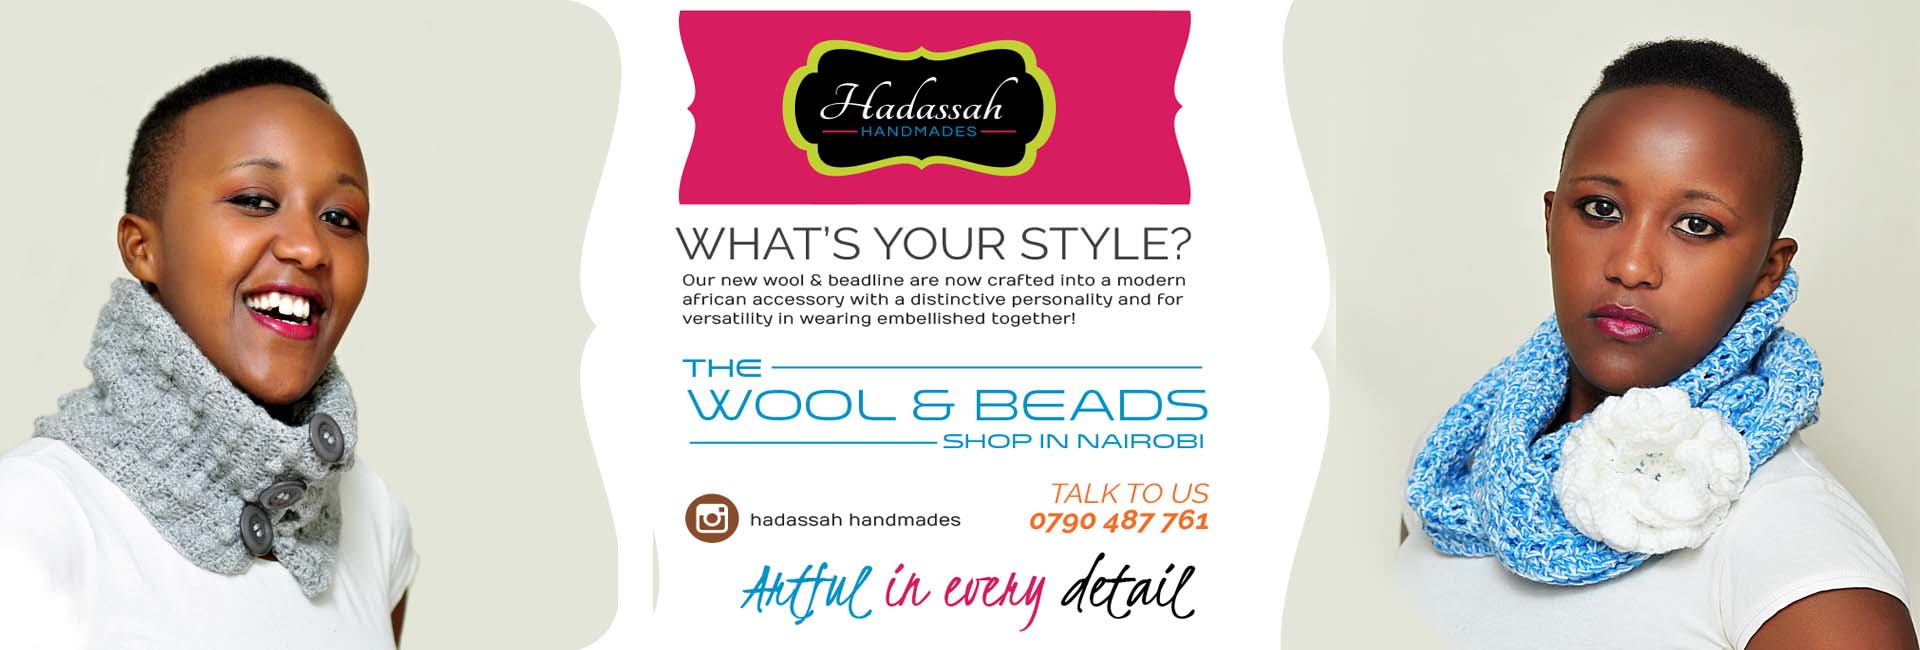 Hadassah
HANDMADES
WHAT'S YOUR STYLE?
Our new wool & beadline are now crafted into a modern
african accessory with a distinctive personality and for
versatility in wearing embellished together!
THE
WOOL & BEADS
SHOP IN NAIROBI
hadassah handmades
TALK TO US
0790 487 761
Artful in every detail